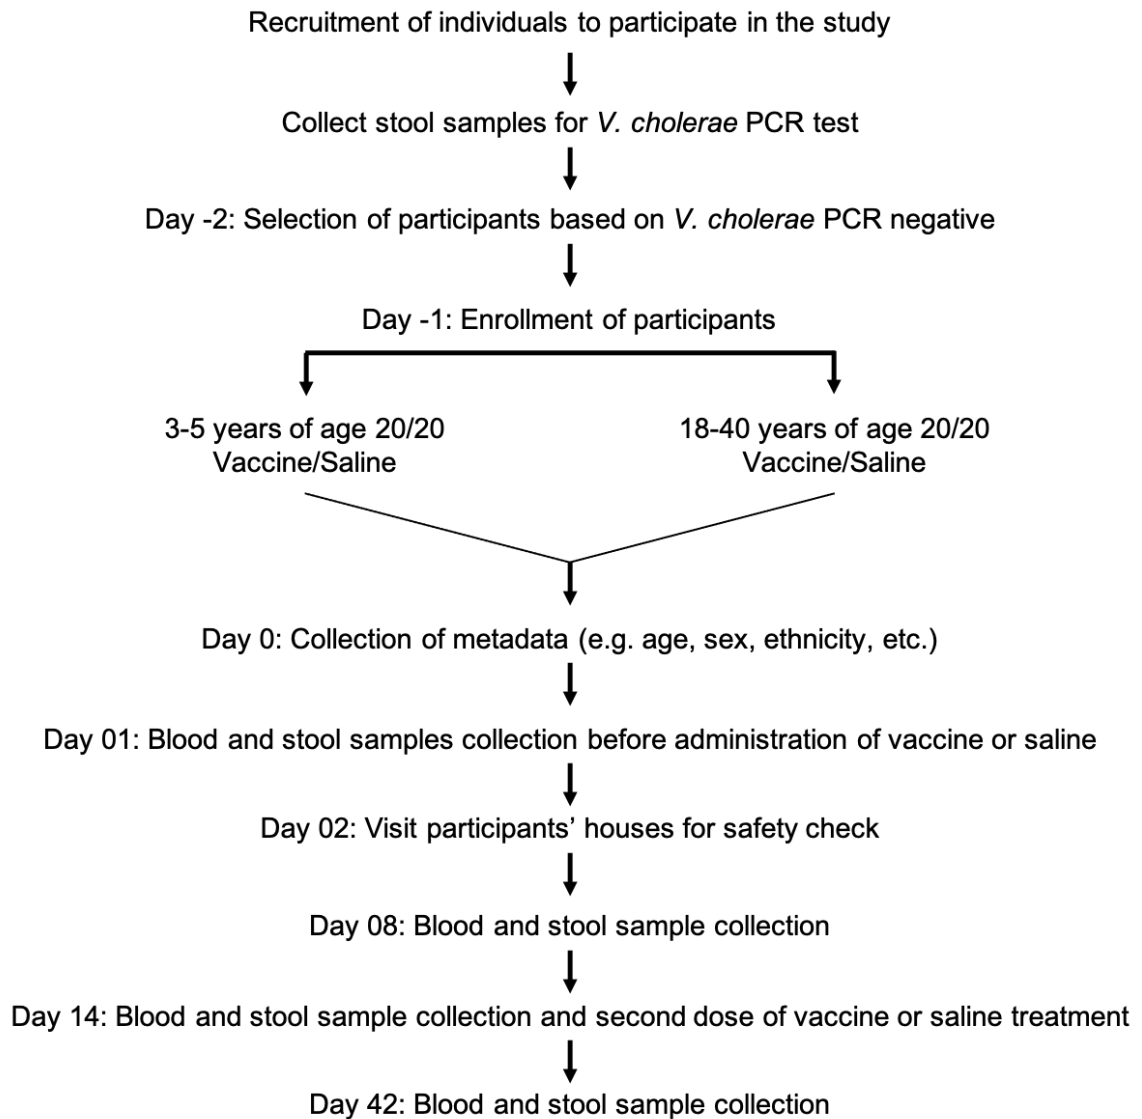 Recruitment of individuals to participate in the study
Collect stool samples for V. cholerae PCR test
Day -2: Selection of participants based on V. cholerae PCR negative
Day -1: Enrollment of participants
3-5 years of age 20/20
Vaccine/Saline
18-40 years of age 20/20
Vaccine/Saline
Day 0: Collection of metadata (e.g. age, sex, ethnicity, etc.)
Day 01: Blood and stool samples collection before administration of vaccine or saline
Day 02: Visit participants’ houses for safety check
Day 08: Blood and stool sample collection
Day 14: Blood and stool sample collection and second dose of vaccine or saline treatment
Day 42: Blood and stool sample collection